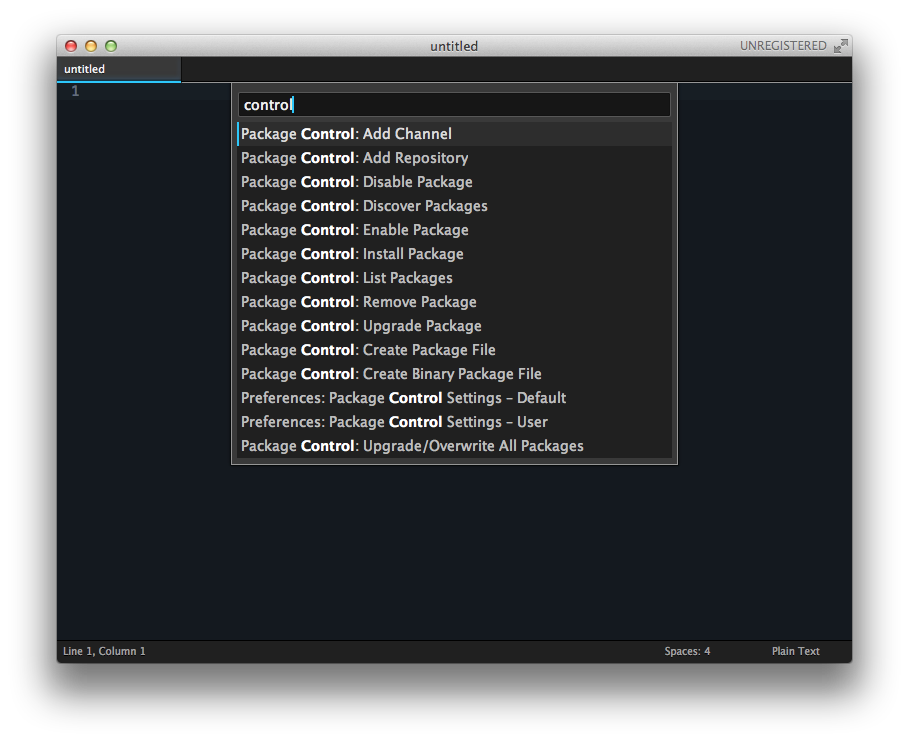 untitled
UNREGISTERED
untitled
1
control
Package Control: Add Channel
Package Control: Add Repository
Package Control: Disable Package
Package Control: Discover Packages
Package Control: Enable Package
Package Control: Install Package
Package Control: List Packages
Package Control: Remove Package
Package Control: Upgrade Package
Package Control: Create Package File
Package Control: Create Binary Package File
Preferences: Package Control Settings – Default
Preferences: Package Control Settings – User
Package Control: Upgrade/Overwrite All Packages
Line 1, Column 1
Spaces: 4
Plain Text